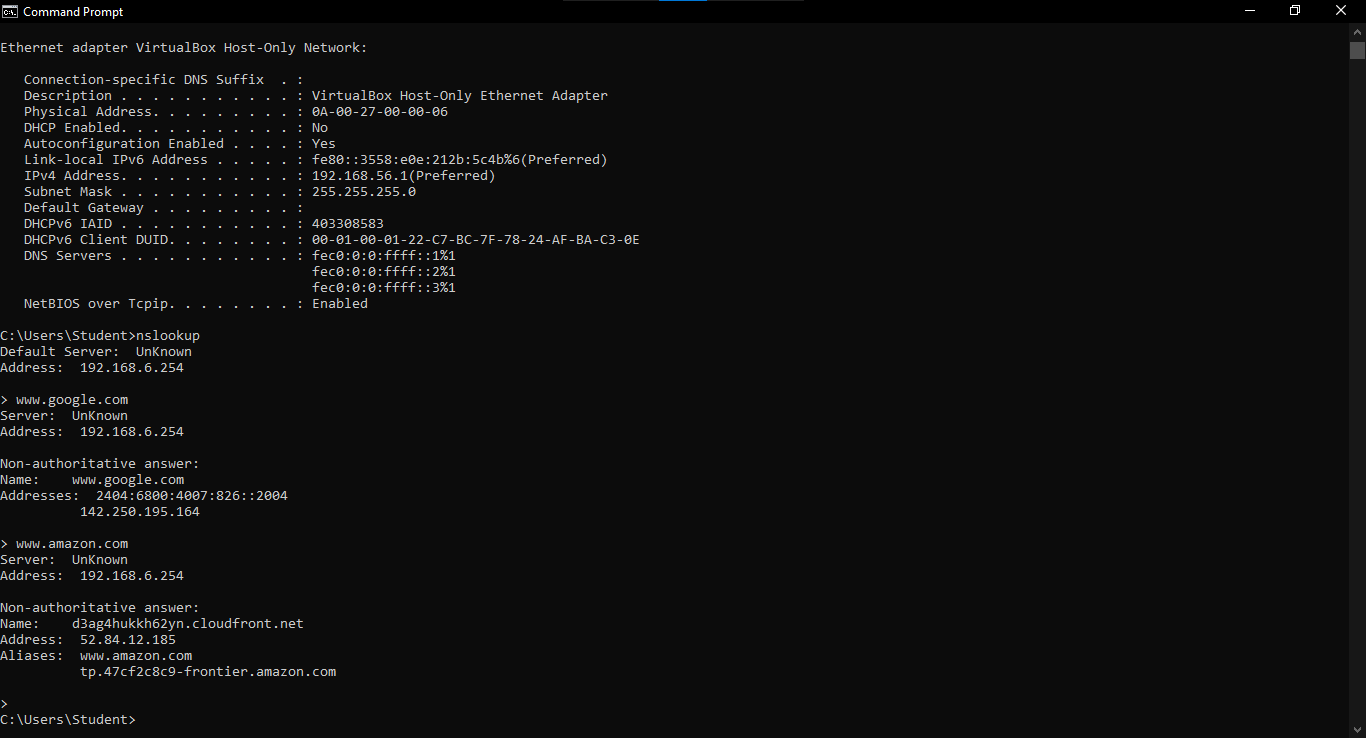 Command Prompt
Ethernet adapter VirtualBox Host-Only Network:
Connection-specific DNS Suffix  . :
Description . . . . . . . . . . . : VirtualBox Host-Only Ethernet Adapter
Physical Address. . . . . . . . . : 0A-00-27-00-00-06
DHCP Enabled. . . . . . . . . . . : No
Autoconfiguration Enabled . . . . : Yes
Link-local IPv6 Address . . . . . : fe80::3558:e0e:212b:5c4b%6(Preferred)
IPv4 Address. . . . . . . . . . . : 192.168.56.1(Preferred)
Subnet Mask . . . . . . . . . . . : 255.255.255.0
Default Gateway . . . . . . . . . :
DHCPv6 IAID . . . . . . . . . . . : 403308583
DHCPv6 Client DUID. . . . . . . . : 00-01-00-01-22-C7-BC-7F-78-24-AF-BA-C3-0E
DNS Servers . . . . . . . . . . . : fec0:0:0:ffff::1%1
fec0:0:0:ffff::2%1
fec0:0:0:ffff::3%1
NetBIOS over Tcpip. . . . . . . . : Enabled
C:\Users\Student>nslookup
Default Server:  UnKnown
Address:  192.168.6.254
> www.google.com
Server:  UnKnown
Address:  192.168.6.254
Non-authoritative answer:
Name:    www.google.com
Addresses:  2404:6800:4007:826::2004
142.250.195.164
> www.amazon.com
Server:  UnKnown
Address:  192.168.6.254
Non-authoritative answer:
Name:    d3ag4hukkh62yn.cloudfront.net
Address:  52.84.12.185
Aliases:  www.amazon.com
tp.47cf2c8c9-frontier.amazon.com
>
C:\Users\Student>